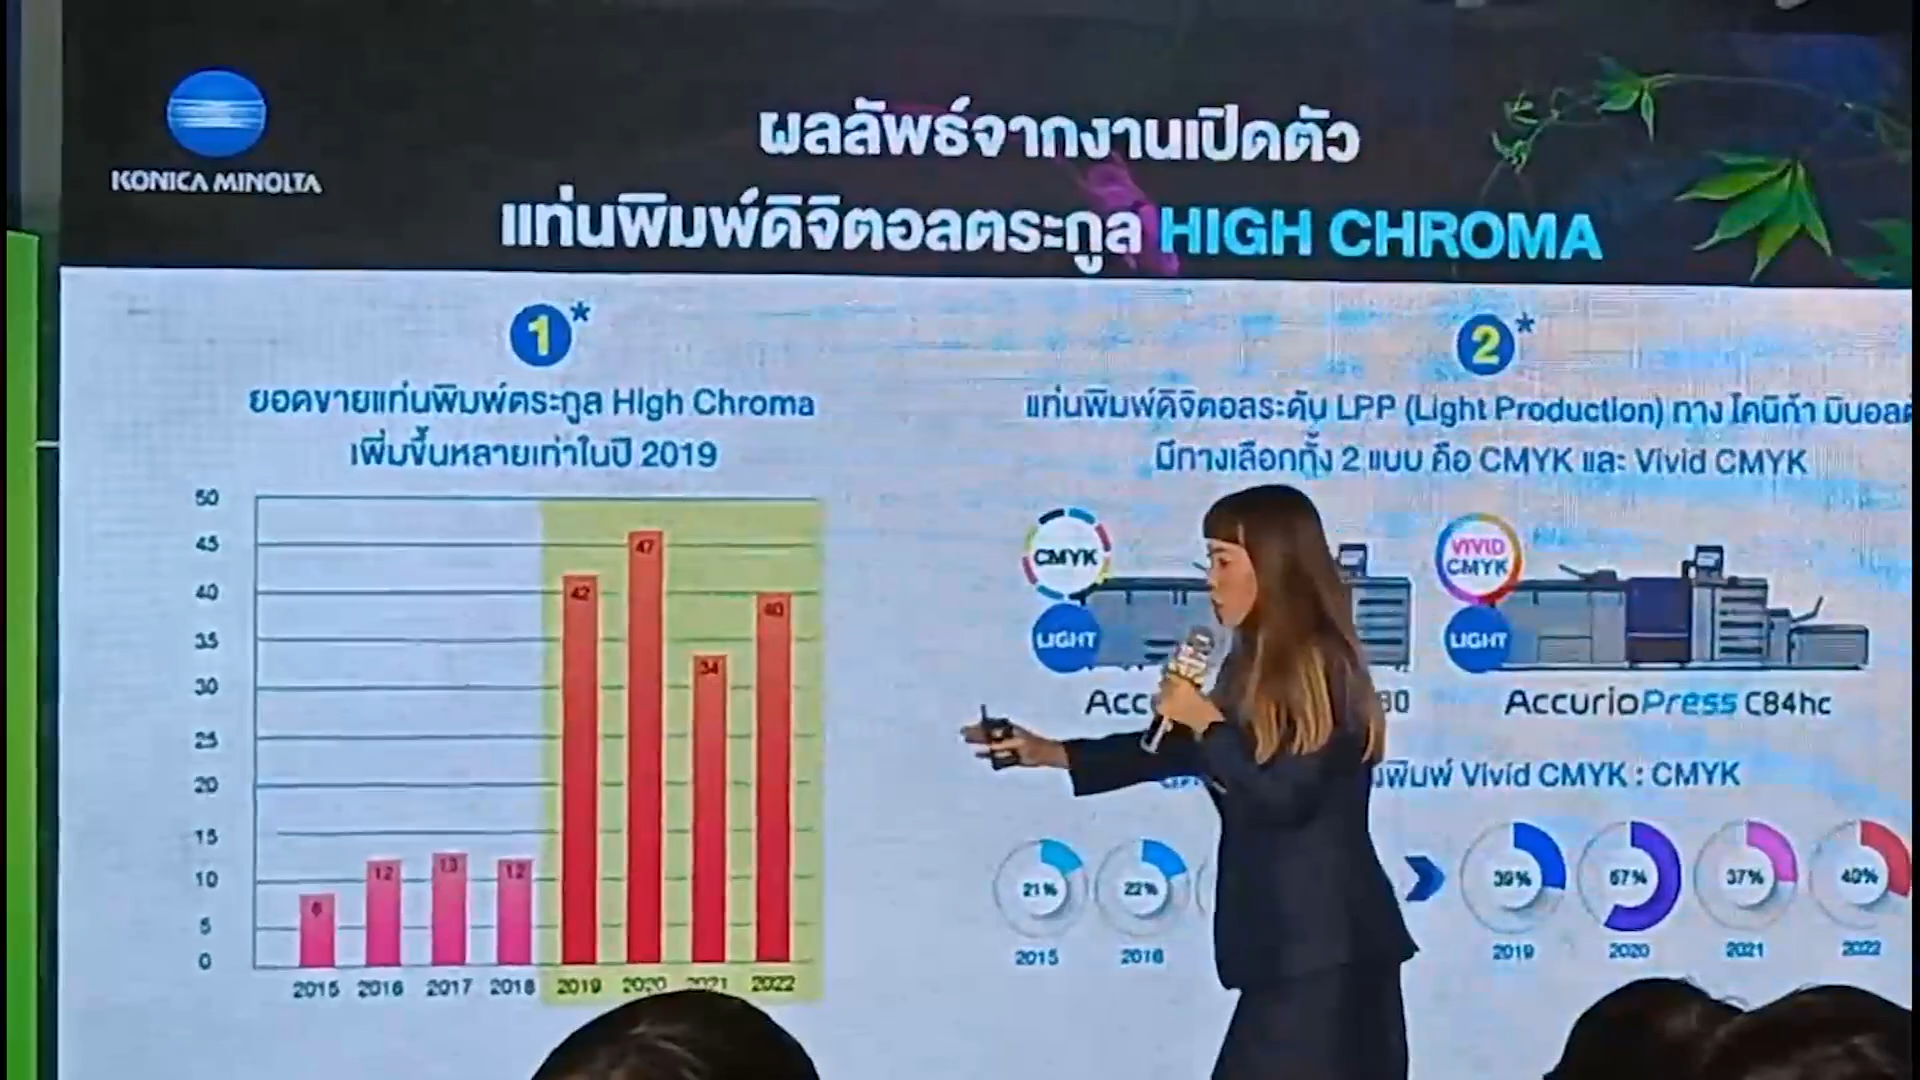 KONICA MINOLTA
ผลลัพธ์จากงานเปิดตัว
แท่นพิมพ์ดิจิตอลตระกูล HIGH CHROMA
1*
ยอดขายแท่นพิมพ์ตระกูล High Chroma
เพิ่มขึ้นหลายเท่าในปี 2019
50
45
40
35
30
25
20
15
10
5
0
12
13
12
42
47
34
40
2015 2016 2017 2018 2019 2020 2021 2022
2*
แท่นพิมพ์ดิจิตอลระดับ LPP (Light Production) ทาง โคนิก้า มินอลต
มีทางเลือกทั้ง 2 แบบ คือ CMYK และ Vivid CMYK
CMYK
LIGHT
VIVID
CMYK
LIGHT
AccurioPress C84hc
พิมพ์ Vivid CMYK : CMYK
21% 22% 39% 67% 37% 40%
2015 2016 2019 2020 2021 2022